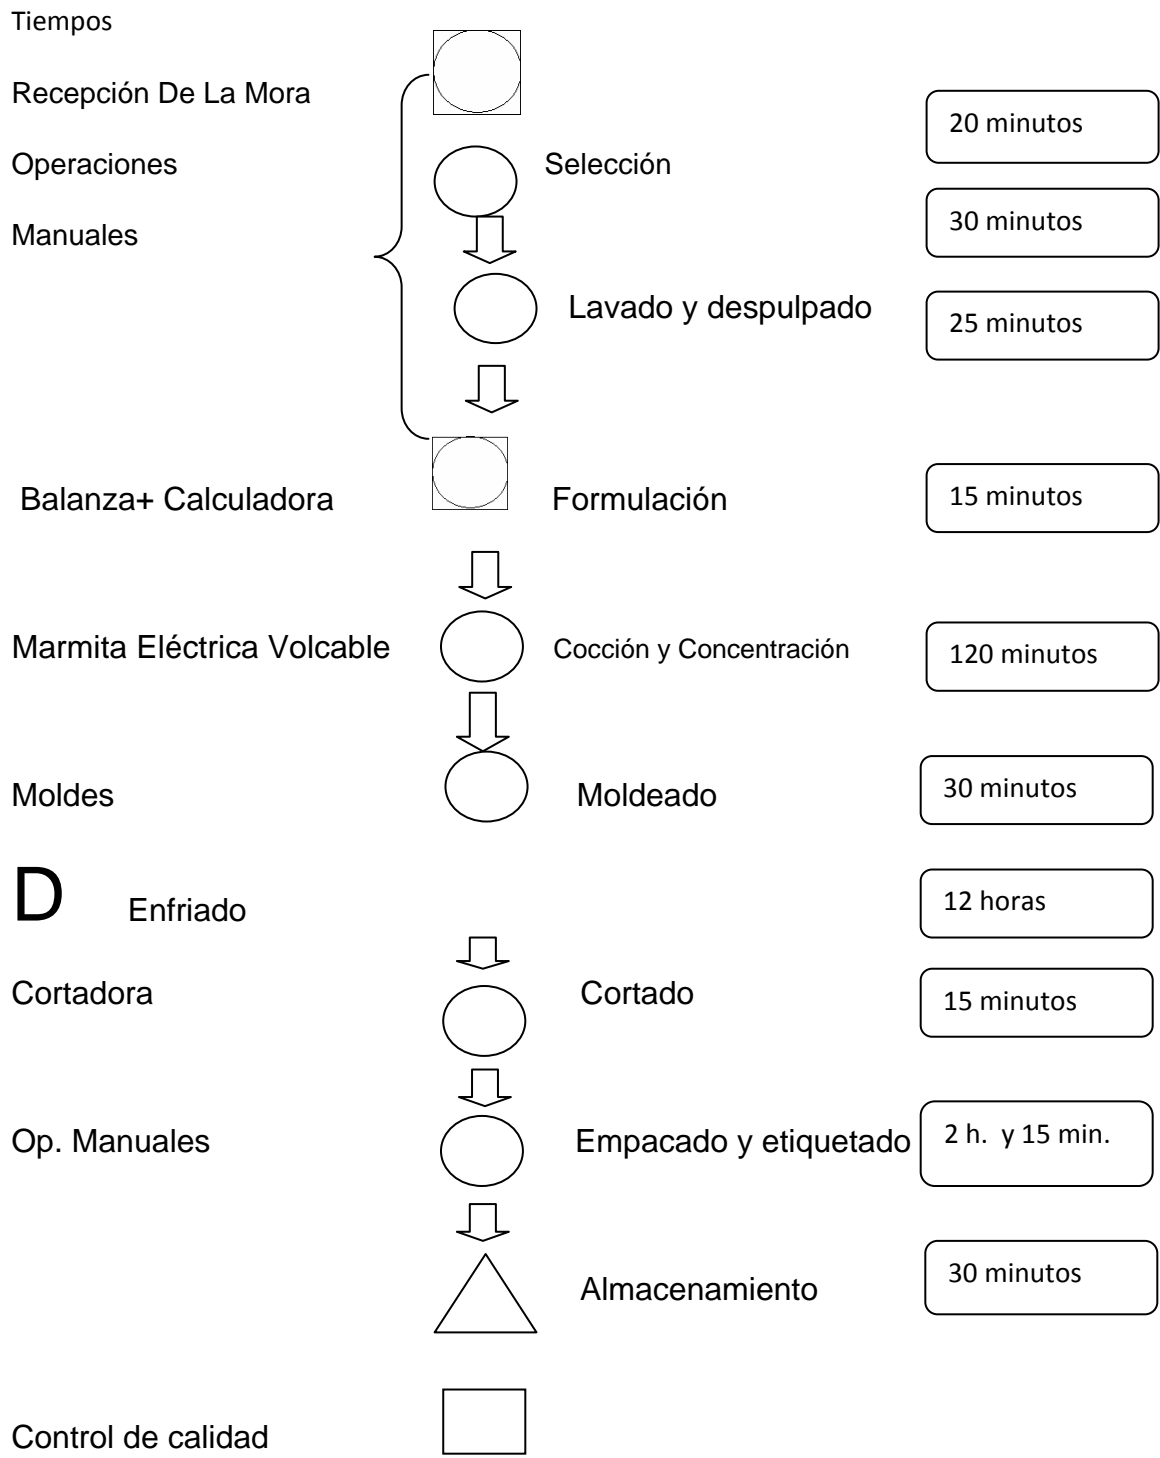 Tiempos
Recepción De La Mora
20 minutos
Operaciones
Selección
30 minutos
Manuales
Lavado y despulpado
25 minutos
Balanza+ Calculadora
Formulación
15 minutos
Marmita Eléctrica Volcable
Cocción y Concentración
120 minutos
Moldes
Moldeado
30 minutos
D
Enfriado
12 horas
Cortadora
Cortado
15 minutos
Op. Manuales
Empacado y etiquetado
2 h. y 15 min.
Almacenamiento
30 minutos
Control de calidad